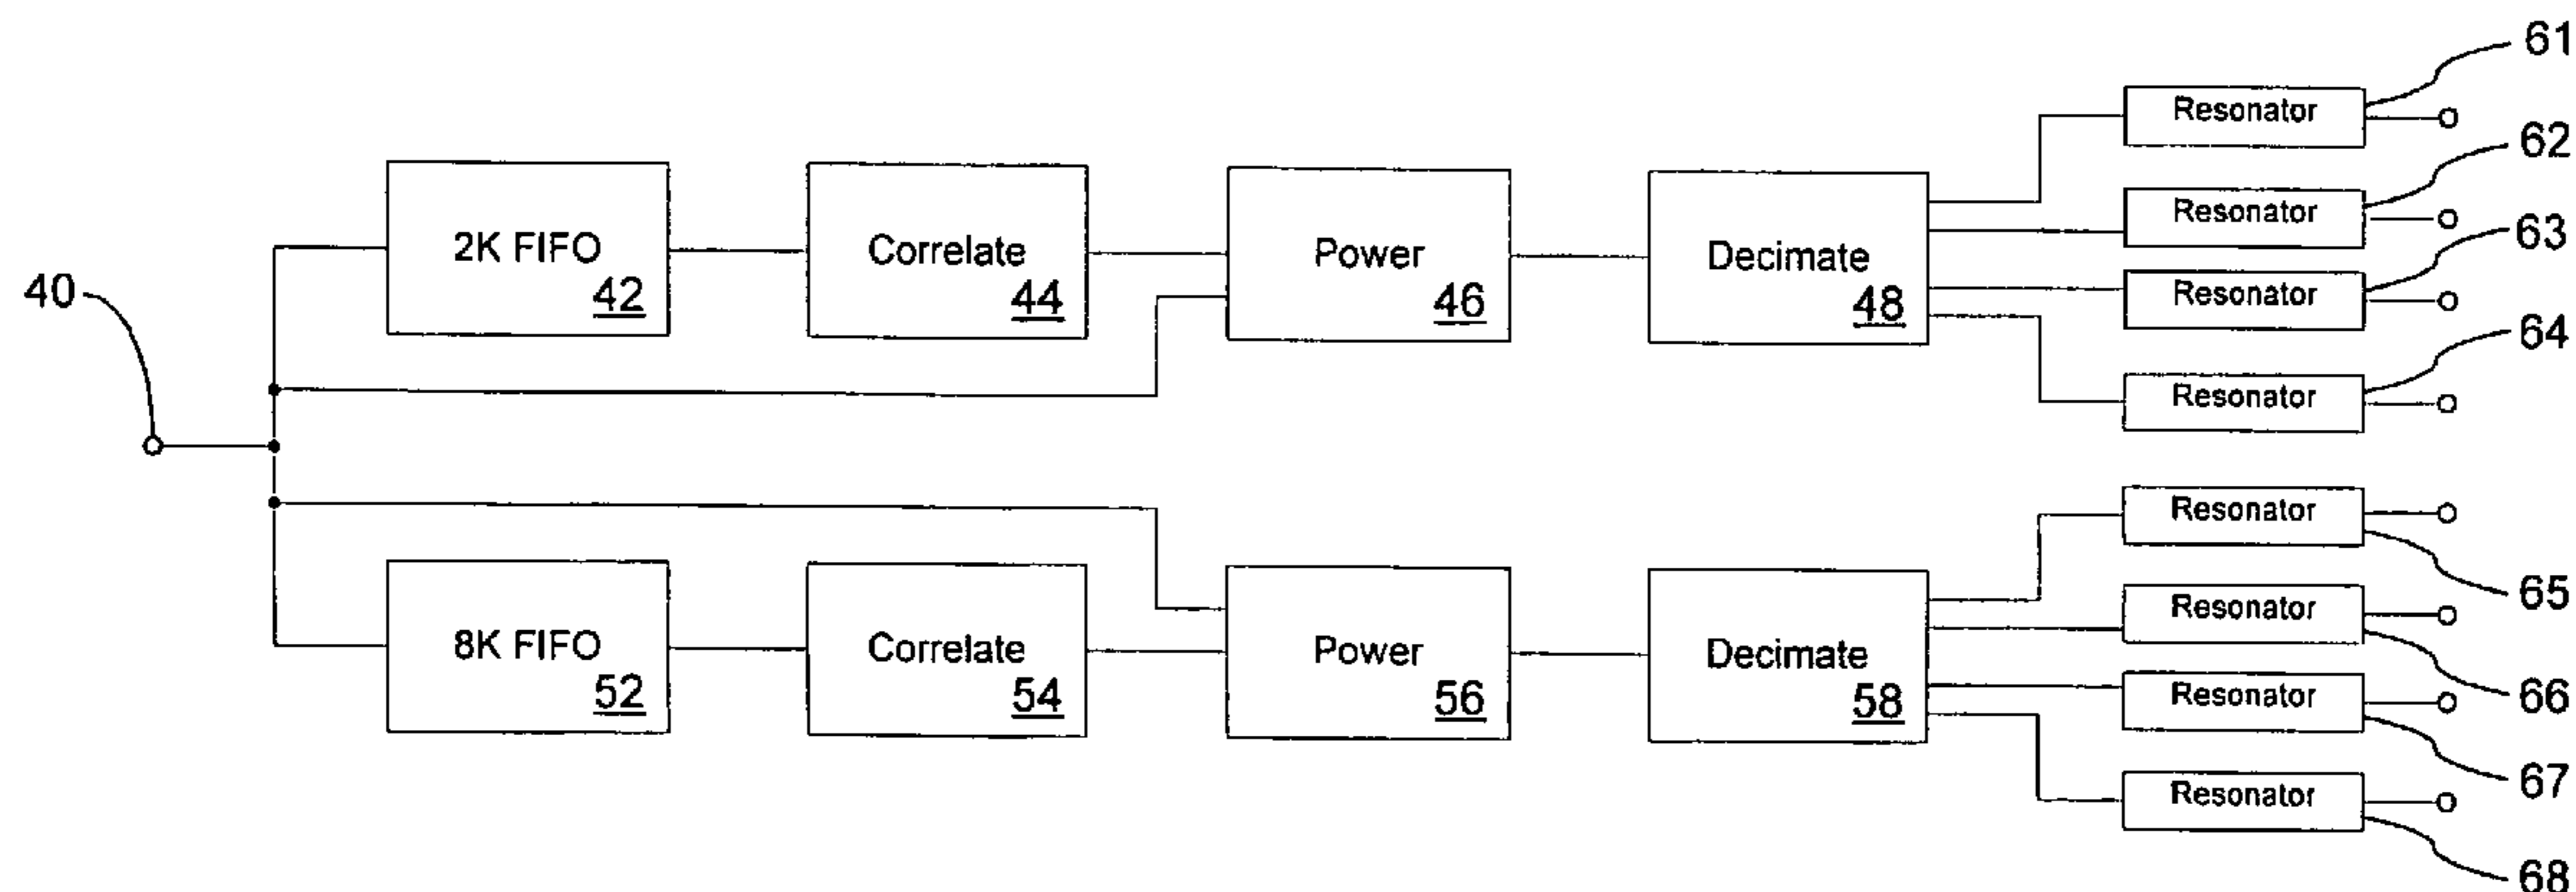 61
Resonator
62
Resonator
63
Resonator
64
Resonator
40
2K FIFO
42
Correlate
44
Power
46
Decimate
48
Resonator
65
Resonator
66
Resonator
67
Resonator
68
8K FIFO
52
Correlate
54
Power
56
Decimate
58